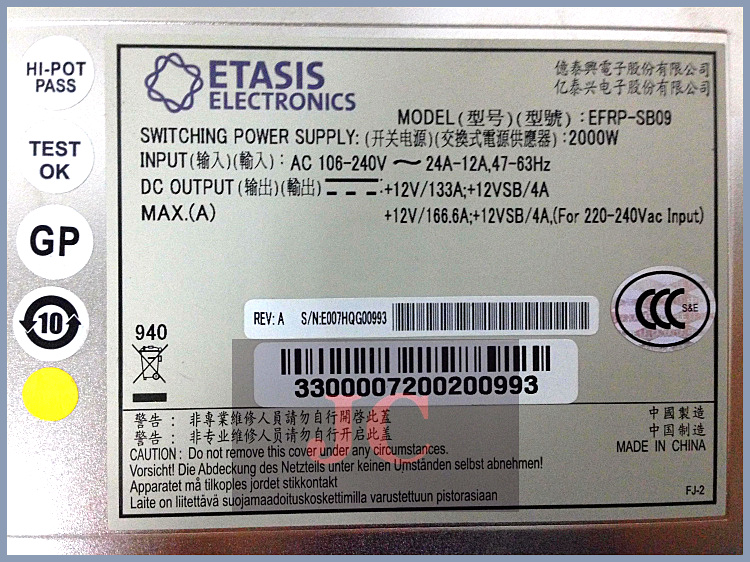 HI-POT
PASS
TEST
OK
GP
10
ETASIS
ELECTRONICS
億泰興電子股份有限公司
亿泰兴电子股份有限公司
MODEL(型号)(型號):EFRP-SB09
SWITCHING POWER SUPPLY:(开关电源)(交換式電源供應器):2000W
INPUT(输入)(輸入): AC 106-240V ~ 24A-12A,47-63Hz
DC OUTPUT(输出)(輸出) :+12V/133A;+12VSB/4A
MAX.(A) +12V/166.6A;+12VSB/4A,(For 220-240Vac Input)
REV: A S/N:E007HQG00993
CCC S&E
940
3300007200200993
警告: 非專業維修人員請勿自行開啓此蓋
警告: 非专业维修人员请勿自行开启此盖
CAUTION: Do not remove this cover under any circumstances.
Vorsicht! Die Abdeckung des Netzteils unter keinen Umständen selbst abnehmen!
Apparatet må tilkoples jordet stikkontakt
Laite on liitettävä suojamaadoituskoskettimilla varustettuun pistorasiaan
中國製造
中国制造
MADE IN CHINA
FJ-2
JC